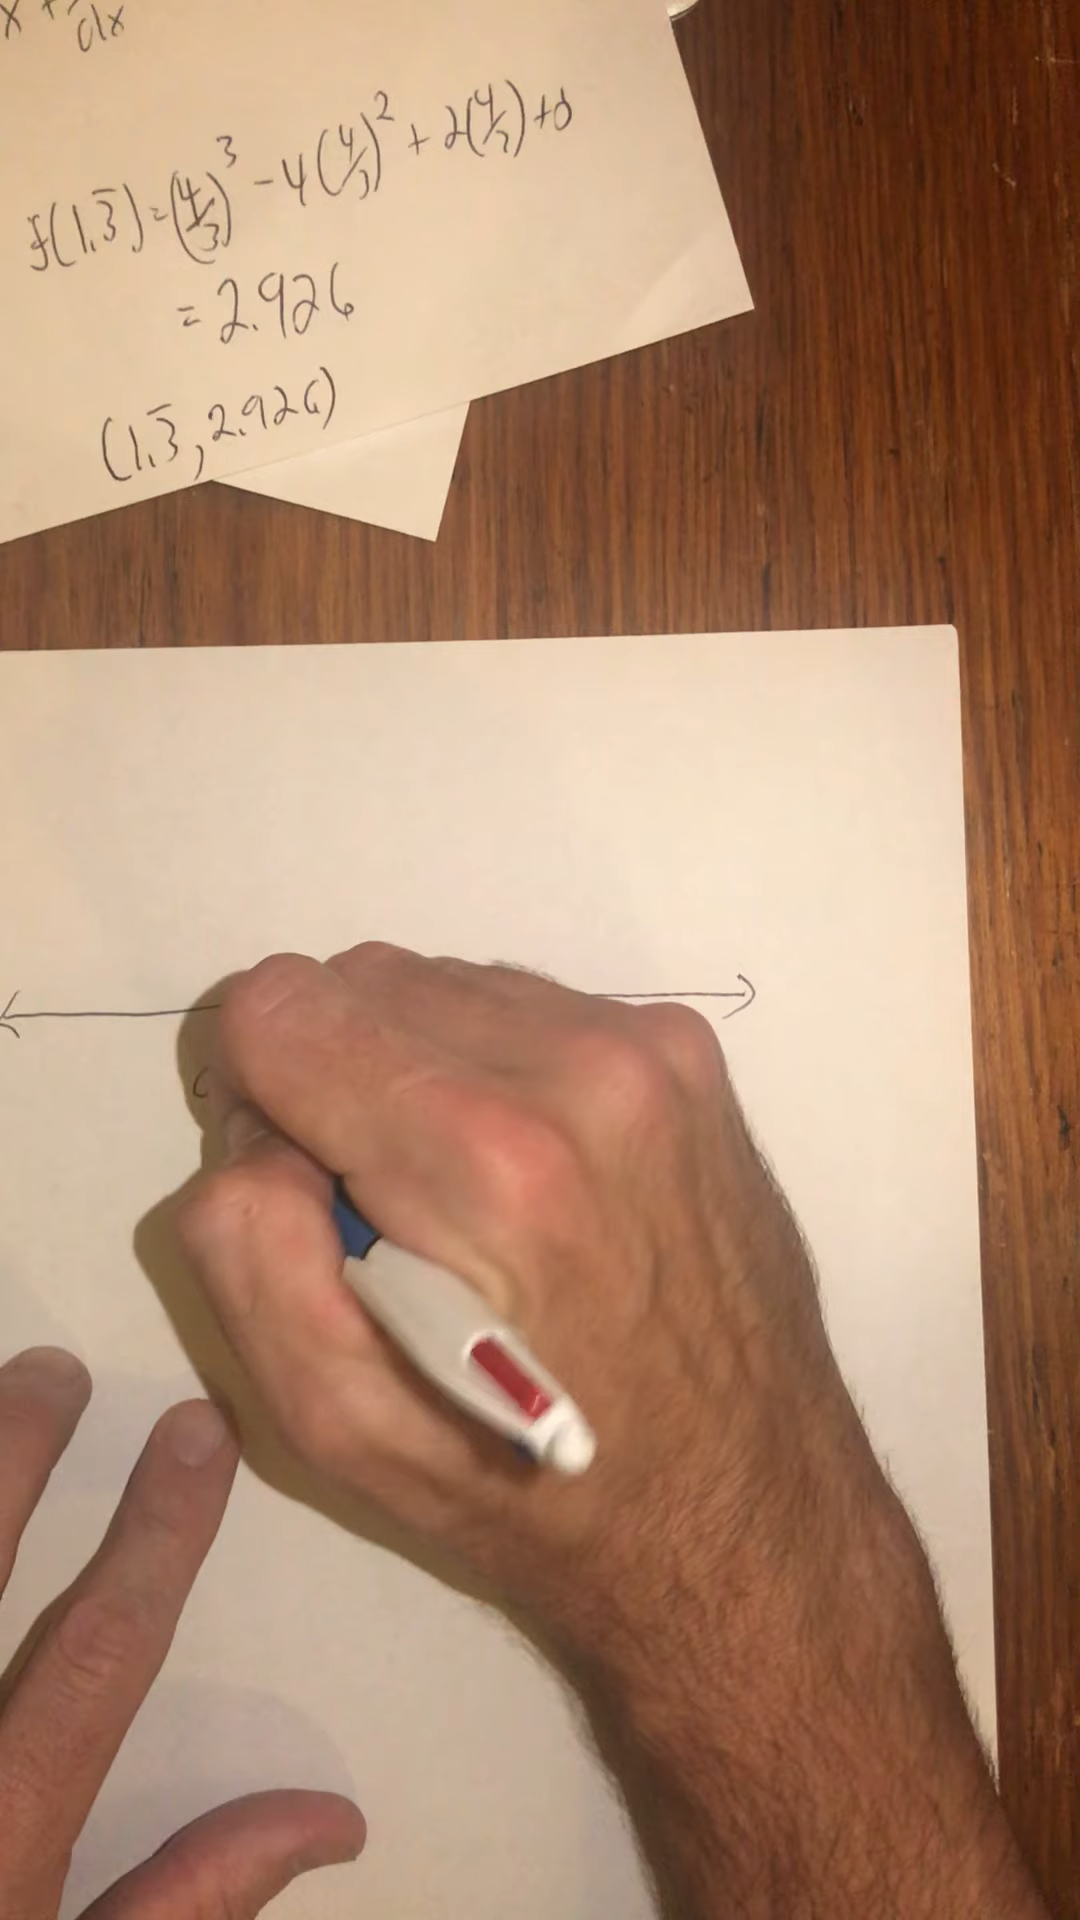 x +
dx
f(1.3̅)=(4/3)³ -4(4/3)² + 2(4/3)+6
= 2.926
(1.3̅, 2.926)